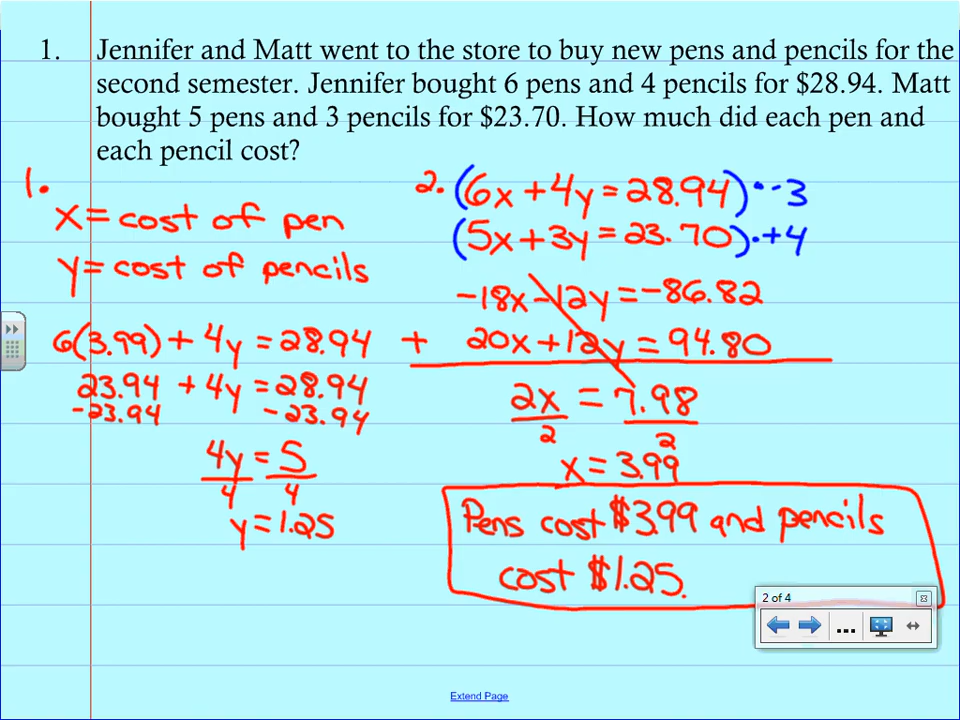 1. Jennifer and Matt went to the store to buy new pens and pencils for the
second semester. Jennifer bought 6 pens and 4 pencils for $28.94. Matt
bought 5 pens and 3 pencils for $23.70. How much did each pen and
each pencil cost?
1.
x = cost of pen
y = cost of pencils
2. (6x + 4y = 28.94) · -3
(5x + 3y = 23.70) · +4
-18x - 12y = -86.82
+ 20x + 12y = 94.80
2x = 7.98
2 2
x = 3.99
6(3.99) + 4y = 28.94
23.94 + 4y = 28.94
-23.94 -23.94
4y = 5
4 4
y = 1.25
Pens cost $3.99 and pencils
cost $1.25.
2 of 4
...
Extend Page